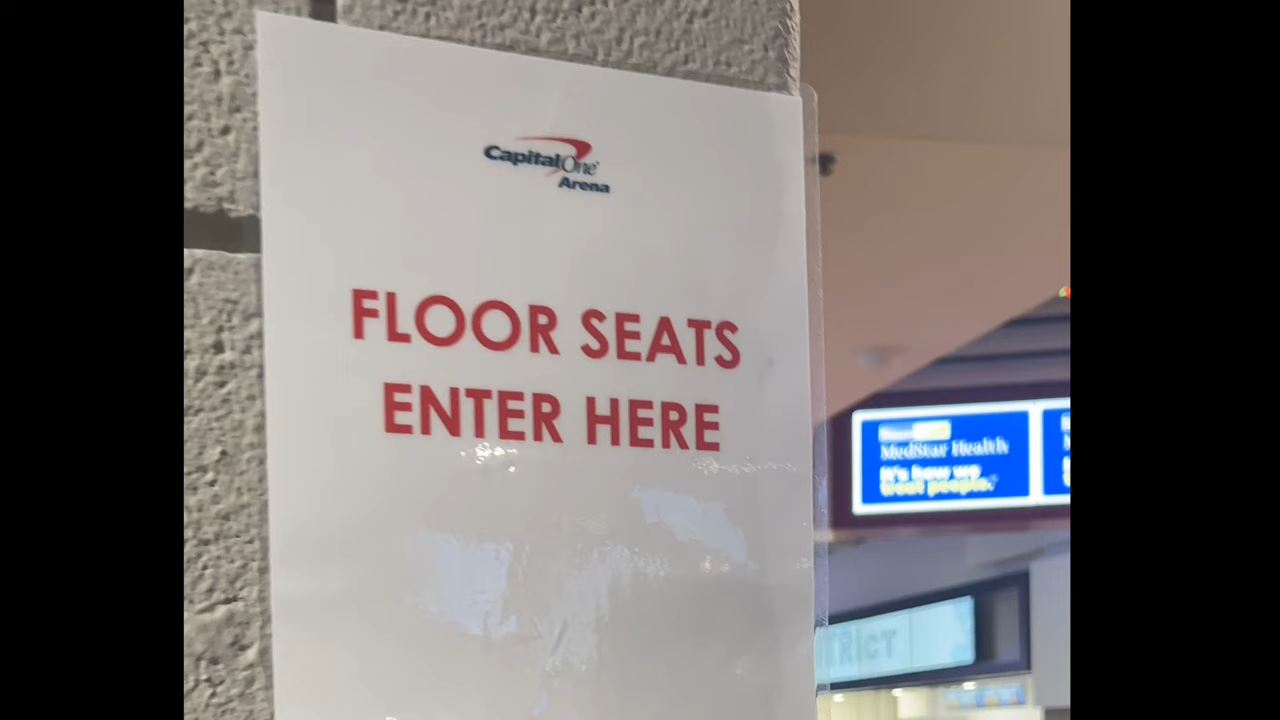 Capital One
Arena
FLOOR SEATS
ENTER HERE
MedStar Health
It's how we
treat people.